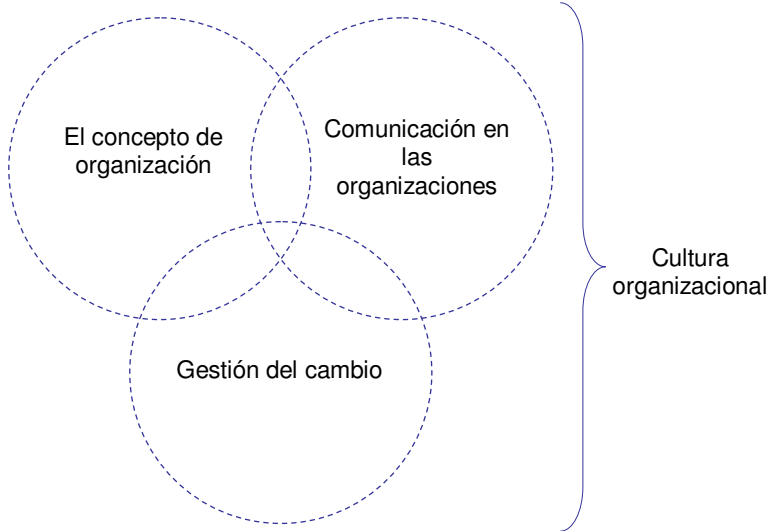 El concepto de
organización
Comunicación en
las
organizaciones
Gestión del cambio
Cultura
organizacional